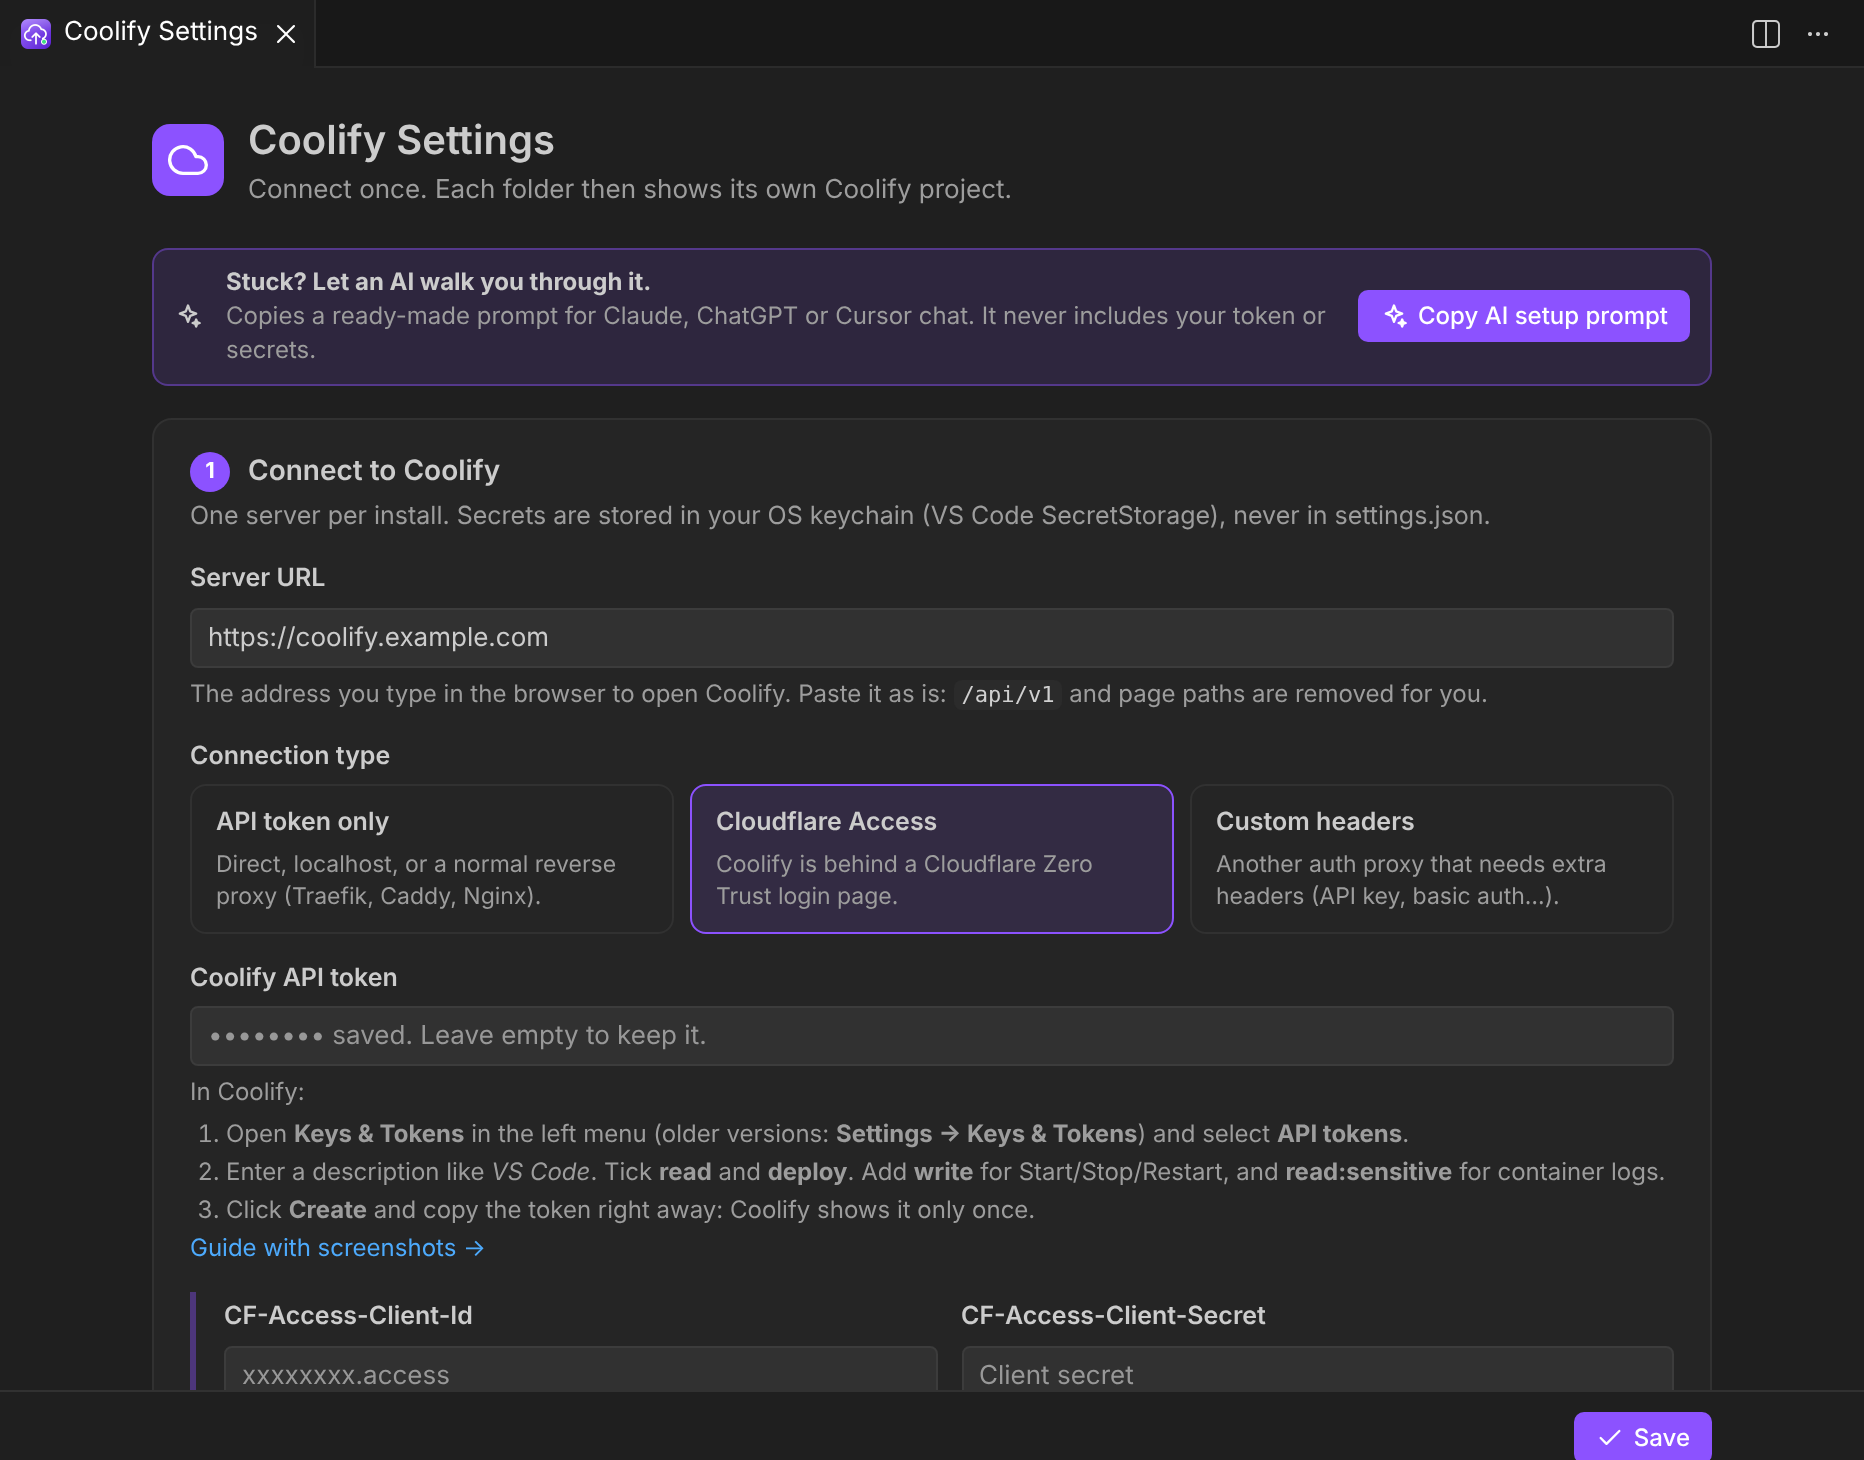 Coolify Settings
Coolify Settings
Connect once. Each folder then shows its own Coolify project.
Stuck? Let an AI walk you through it.
Copies a ready-made prompt for Claude, ChatGPT or Cursor chat. It never includes your token or
secrets.
Copy AI setup prompt
1 Connect to Coolify
One server per install. Secrets are stored in your OS keychain (VS Code SecretStorage), never in settings.json.
Server URL
https://coolify.example.com
The address you type in the browser to open Coolify. Paste it as is: /api/v1 and page paths are removed for you.
Connection type
API token only
Direct, localhost, or a normal reverse
proxy (Traefik, Caddy, Nginx).
Cloudflare Access
Coolify is behind a Cloudflare Zero
Trust login page.
Custom headers
Another auth proxy that needs extra
headers (API key, basic auth...).
Coolify API token
•••••••• saved. Leave empty to keep it.
In Coolify:
1. Open Keys & Tokens in the left menu (older versions: Settings → Keys & Tokens) and select API tokens.
2. Enter a description like VS Code. Tick read and deploy. Add write for Start/Stop/Restart, and read:sensitive for container logs.
3. Click Create and copy the token right away: Coolify shows it only once.
Guide with screenshots →
CF-Access-Client-Id
xxxxxxxx.access
CF-Access-Client-Secret
Client secret
Save